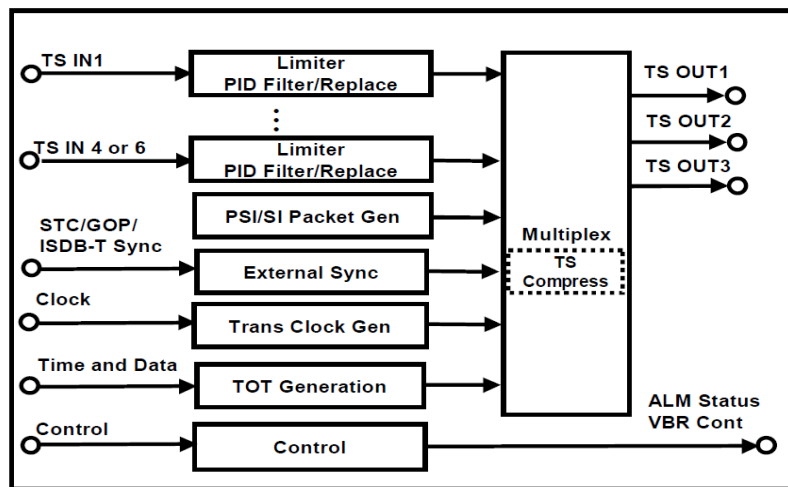 TS IN1
Limiter
PID Filter/Replace
TS OUT1
TS OUT2
TS IN 4 or 6
Limiter
PID Filter/Replace
TS OUT3
PSI/SI Packet Gen
STC/GOP/
ISDB-T Sync
External Sync
Multiplex
TS
Compress
Clock
Trans Clock Gen
Time and Data
TOT Generation
ALM Status
VBR Cont
Control
Control